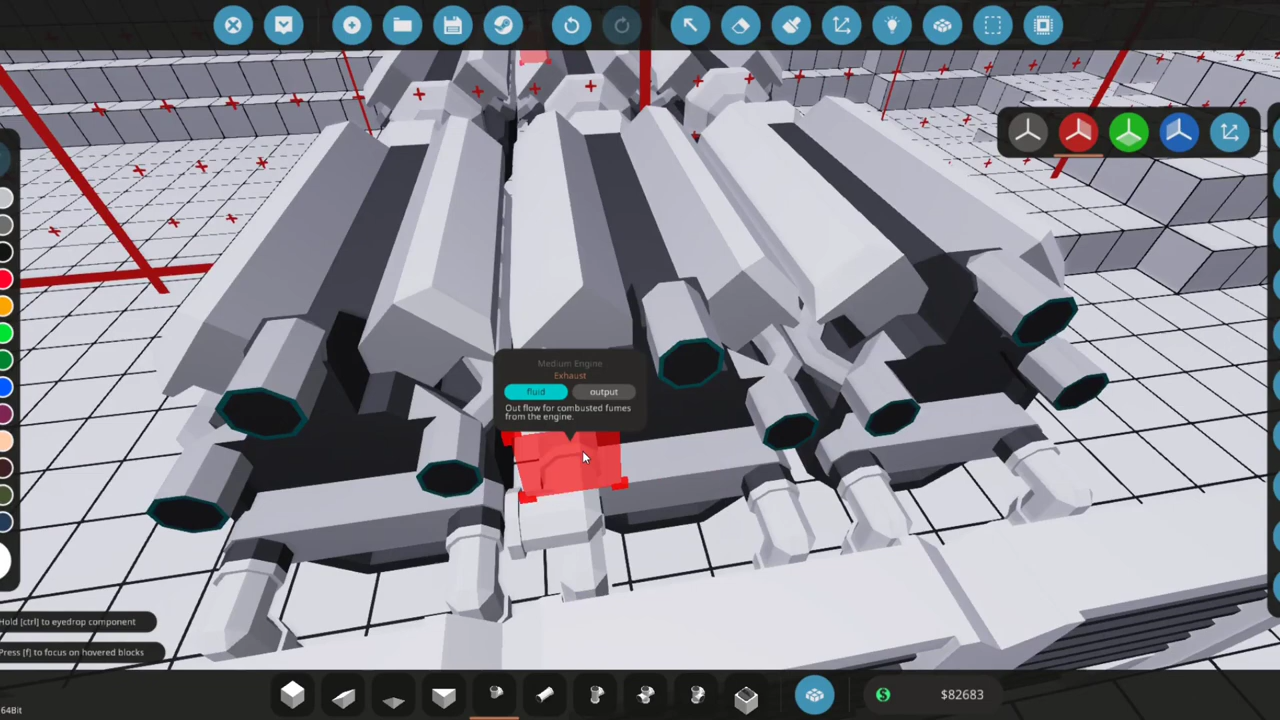 Medium Engine
Exhaust
fluid output
Out flow for combusted fumes
from the engine.
Hold [ctrl] to eyedrop component
Press [f] to focus on hovered blocks
64Bit
$ $82683